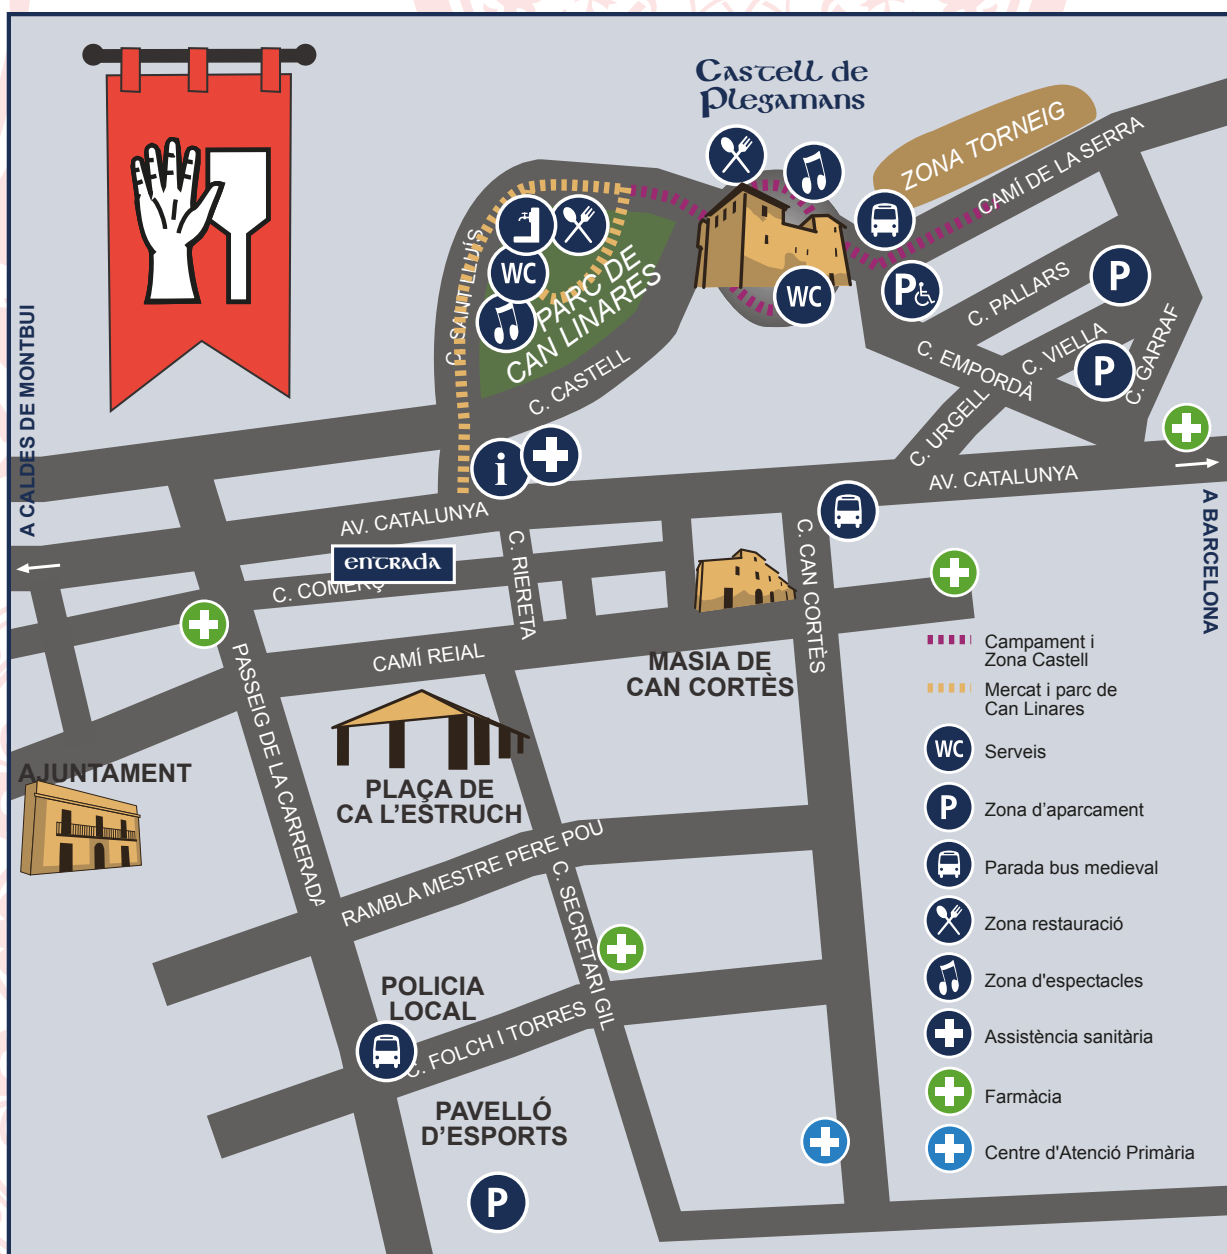 Castell de
Plegamans
ZONA TORNEIG
CAMÍ DE LA SERRA
C. SANT LLUÍS
WC
PARC DE
CAN LINARES
WC
P
C. PALLARS
P
C. CASTELL
C. EMPORDÀ
C. VIELLA
P
C. GARRAF
C. URGELL
A CALDES DE MONTBUI
i
AV. CATALUNYA
AV. CATALUNYA
A BARCELONA
entrada
C. COMERÇ
C. RIERETA
C. CAN CORTÈS
CAMÍ REIAL
MASIA DE
CAN CORTÈS
PASSEIG DE LA CARRERADA
AJUNTAMENT
PLAÇA DE
CA L'ESTRUCH
RAMBLA MESTRE PERE POU
C. SECRETARI GIL
POLICIA
LOCAL
C. FOLCH I TORRES
PAVELLÓ
D'ESPORTS
P
Campament i
Zona Castell
Mercat i parc de
Can Linares
WC Serveis
P Zona d'aparcament
Parada bus medieval
Zona restauració
Zona d'espectacles
Assistència sanitària
Farmàcia
Centre d'Atenció Primària